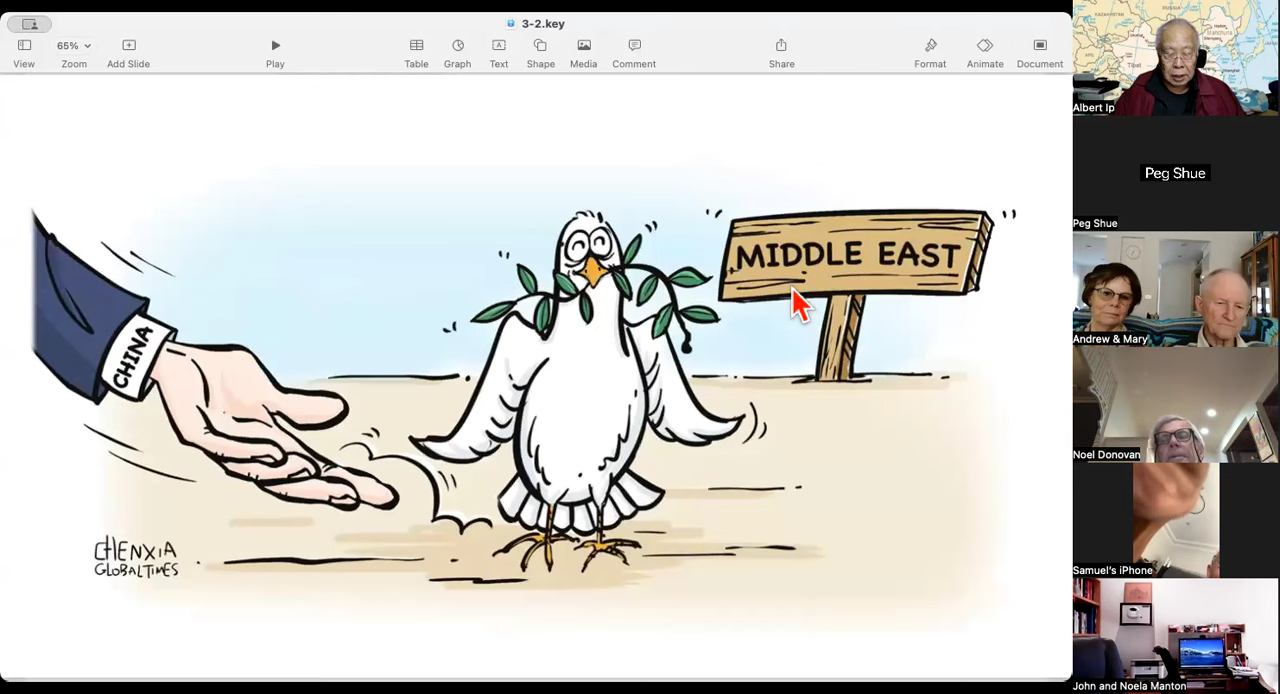 3-2.key
65%
View
Zoom
Add Slide
Play
Table
Graph
Text
Shape
Media
Comment
Share
Format
Animate
Document
MIDDLE EAST
CHINA
CHENXIA
GLOBALTIMES
Albert Ip
Peg Shue
Peg Shue
Andrew & Mary
Noel Donovan
Samuel's iPhone
John and Noela Manton